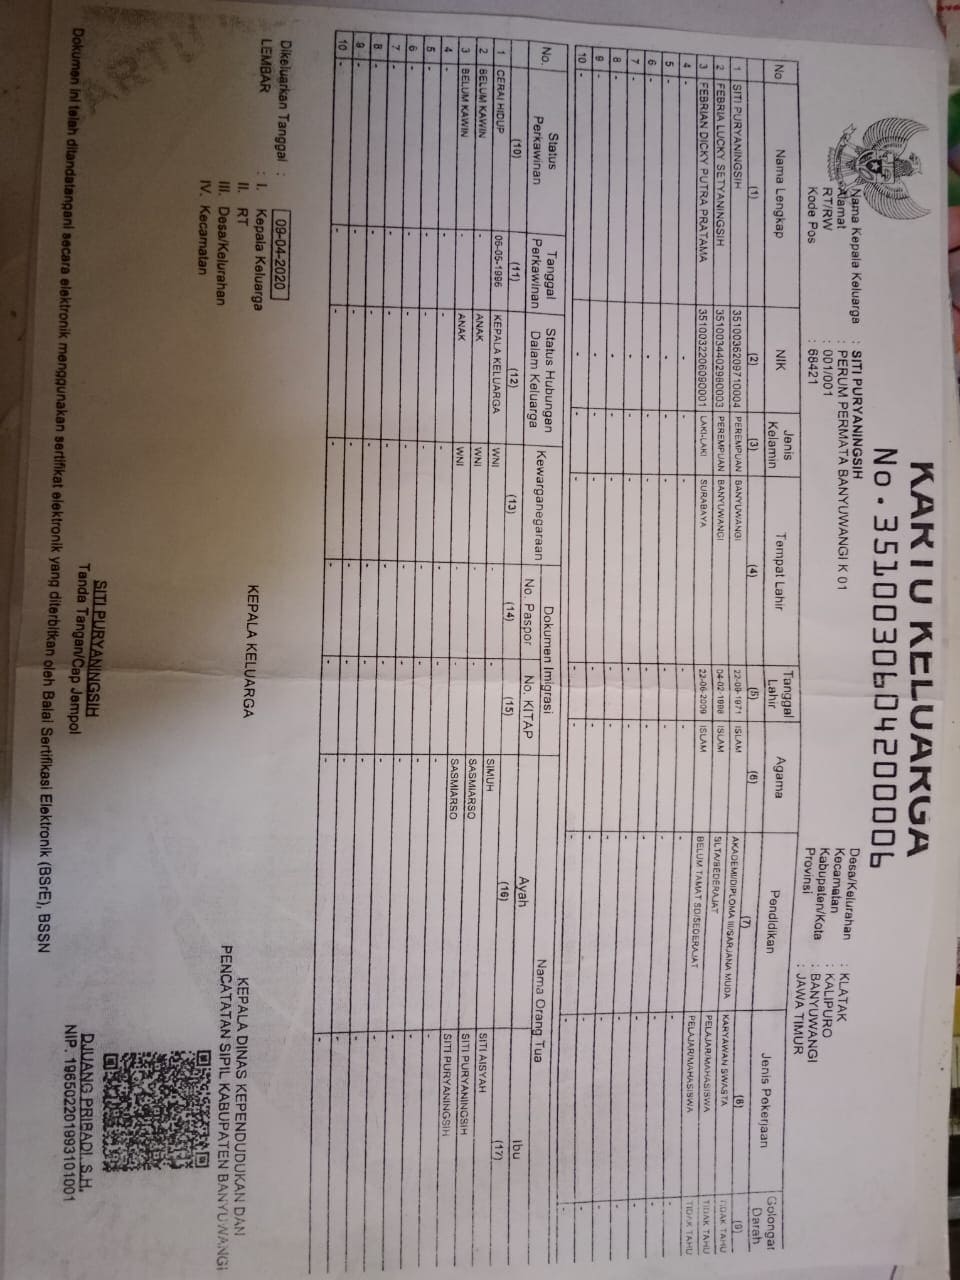 KARTU KELUARGA
No. 3510030604200006
Nama Kepala Keluarga : SITI PURYANINGSIH
Alamat : PERUM PERMATA BANYUWANGI K 01
RT/RW : 001/001
Kode Pos : 68421
Desa/Kelurahan : KLATAK
Kecamatan : KALIPURO
Kabupaten/Kota : BANYUWANGI
Provinsi : JAWA TIMUR
No Nama Lengkap NIK Jenis Kelamin Tempat Lahir Tanggal Lahir Agama Pendidikan Jenis Pekerjaan Golongan Darah
(1) (2) (3) (4) (5) (6) (7) (8) (9)
1 SITI PURYANINGSIH 3510036209710004 PEREMPUAN BANYUWANGI 22-09-1971 ISLAM AKADEMI/DIPLOMA III/SARJANA MUDA KARYAWAN SWASTA TIDAK TAHU
2 FEBRIA LUCKY SETYANINGSIH 3510034402980003 PEREMPUAN BANYUWANGI 04-02-1998 ISLAM SLTA/SEDERAJAT PELAJAR/MAHASISWA TIDAK TAHU
3 FEBRIAN DICKY PUTRA PRATAMA 3510032206090001 LAKI-LAKI SURABAYA 22-06-2009 ISLAM BELUM TAMAT SD/SEDERAJAT PELAJAR/MAHASISWA TIDAK TAHU
4 - - - - - - - - -
5 - - - - - - - - -
6 - - - - - - - - -
7 - - - - - - - - -
8 - - - - - - - - -
9 - - - - - - - - -
10 - - - - - - - - -
No. Status Perkawinan Tanggal Perkawinan Status Hubungan Dalam Keluarga Kewarganegaraan Dokumen Imigrasi Nama Orang Tua
No. Paspor No. KITAP Ayah Ibu
(10) (11) (12) (13) (14) (15) (16) (17)
1 CERAI HIDUP 06-05-1996 KEPALA KELUARGA WNI - - SIMUH SITI AISYAH
2 BELUM KAWIN - ANAK WNI - - SASMIARSO SITI PURYANINGSIH
3 BELUM KAWIN - ANAK WNI - - SASMIARSO SITI PURYANINGSIH
4 - - - - - - - -
5 - - - - - - - -
6 - - - - - - - -
7 - - - - - - - -
8 - - - - - - - -
9 - - - - - - - -
10 - - - - - - - -
Dikeluarkan Tanggal : 09-04-2020
LEMBAR : I. Kepala Keluarga
II. RT
III. Desa/Kelurahan
IV. Kecamatan
KEPALA KELUARGA
SITI PURYANINGSIH
Tanda Tangan/Cap Jempol
KEPALA DINAS KEPENDUDUKAN DAN
PENCATATAN SIPIL KABUPATEN BANYUWANGI
DJUANG PRIBADI, S.H.
NIP. 196502201993101001
Dokumen ini telah ditandatangani secara elektronik menggunakan sertifikat elektronik yang diterbitkan oleh Balai Sertifikasi Elektronik (BSrE), BSSN